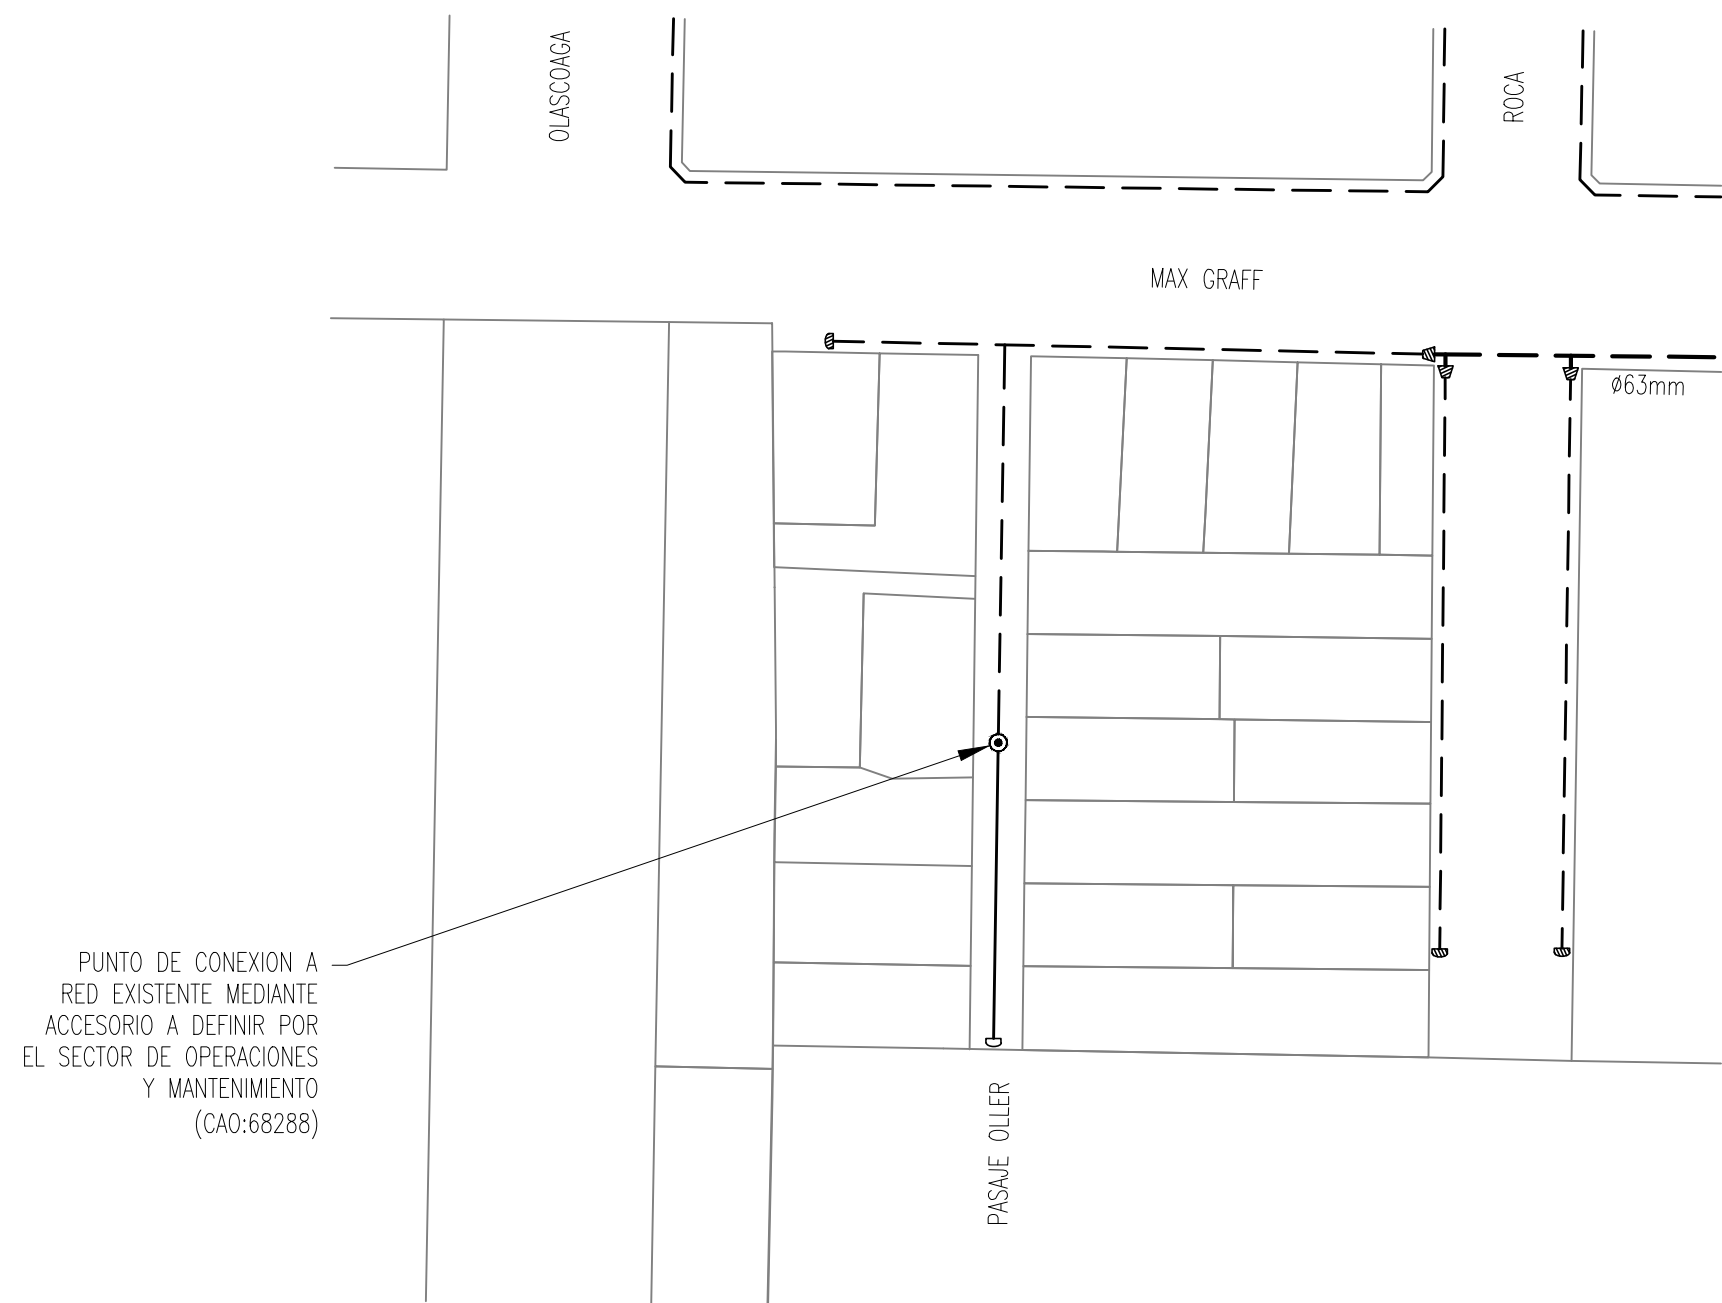 OLASCOAGA
ROCA
MAX GRAFF
Ø63mm
PUNTO DE CONEXION A
RED EXISTENTE MEDIANTE
ACCESORIO A DEFINIR POR
EL SECTOR DE OPERACIONES
Y MANTENIMIENTO
(CAO:68288)
PASAJE OLLER